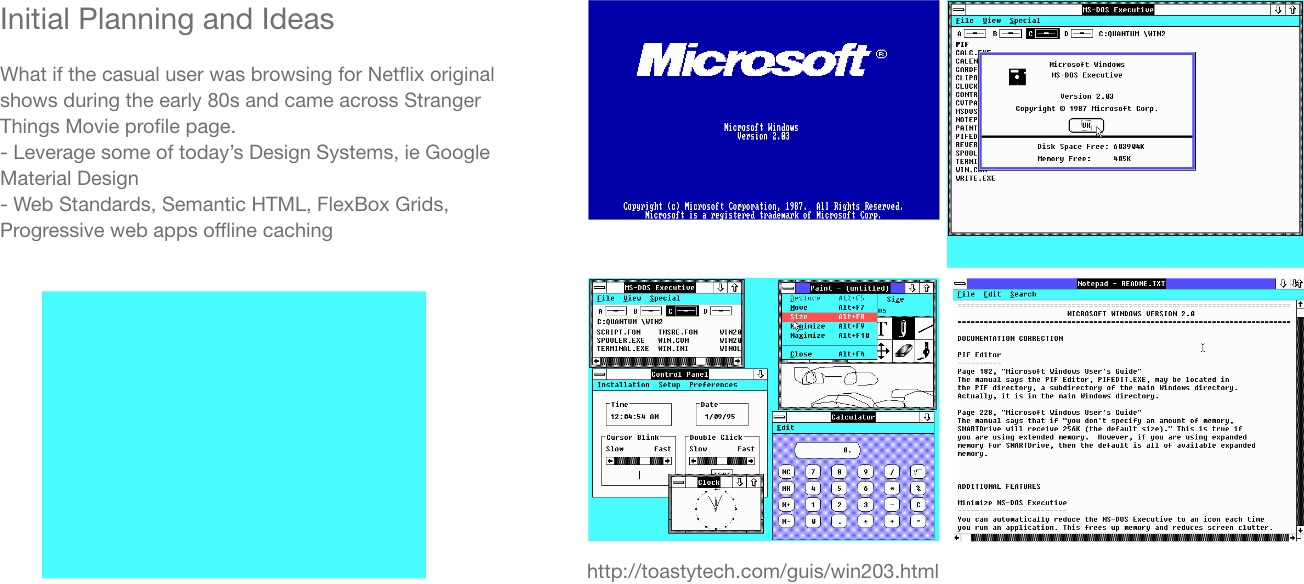 Initial Planning and Ideas
What if the casual user was browsing for Netflix original
shows during the early 80s and came across Stranger
Things Movie profile page.
- Leverage some of today's Design Systems, ie Google
Material Design
- Web Standards, Semantic HTML, FlexBox Grids,
Progressive web apps offline caching
Microsoft®
Microsoft Windows
Version 2.03
Copyright (c) Microsoft Corporation, 1987. All Rights Reserved.
Microsoft is a registered trademark of Microsoft Corp.
MS-DOS Executive
File View Special
A B C D C:QUANTUM \WIN2
PIF
CALC.EXE
CALEN
CARDF
CLIPB
CLOCK
CONTR
CVTPA
MSDOS
NOTEP
PAINT
PIFED
REVER
SPOOL
TERMI
WIN.CO
WRITE.EXE
Microsoft Windows
MS-DOS Executive
Version 2.03
Copyright © 1987 Microsoft Corp.
OK
Disk Space Free: 603904K
Memory Free: 405K
MS-DOS Executive
File View Special
A B C D
C:QUANTUM \WIN2
SCRIPT.FON THSRE.FON WIN20
SPOOLER.EXE WIN.COM
TERMINAL.EXE WIN.INI WINOL
Paint - (untitled)
Restore Alt+F5
Move Alt+F7
Size Alt+F8
Minimize Alt+F9
Maximize Alt+F10
Close Alt+F4
Size
T
Control Panel
Installation Setup Preferences
Time
12:04:54 AM
Date
1/09/95
Cursor Blink
Slow Fast
Double Click
Slow Fast
Clock
Calculator
Edit
0.
MC 7 8 9 / √
MR 4 5 6 * %
M+ 1 2 3 - C
M- 0 . ± + =
Notepad - README.TXT
File Edit Search
MICROSOFT WINDOWS VERSION 2.0
DOCUMENTATION CORRECTION
PIF Editor
Page 102, "Microsoft Windows User's Guide"
The manual says the PIF Editor, PIFEDIT.EXE, may be located in
the PIF directory, a subdirectory of the main Windows directory.
Actually, it is in the main Windows directory.
Page 220, "Microsoft Windows User's Guide"
The manual says that if "you don't specify an amount of memory,
SMARTDrive will receive 256K (the default size)." This is true if
you are using extended memory. However, if you are using expanded
memory for SMARTDrive, then the default is all of available expanded
memory.
ADDITIONAL FEATURES
Minimize MS-DOS Executive
You can automatically reduce the MS-DOS Executive to an icon each time
you run an application. This frees up memory and reduces screen clutter.
http://toastytech.com/guis/win203.html